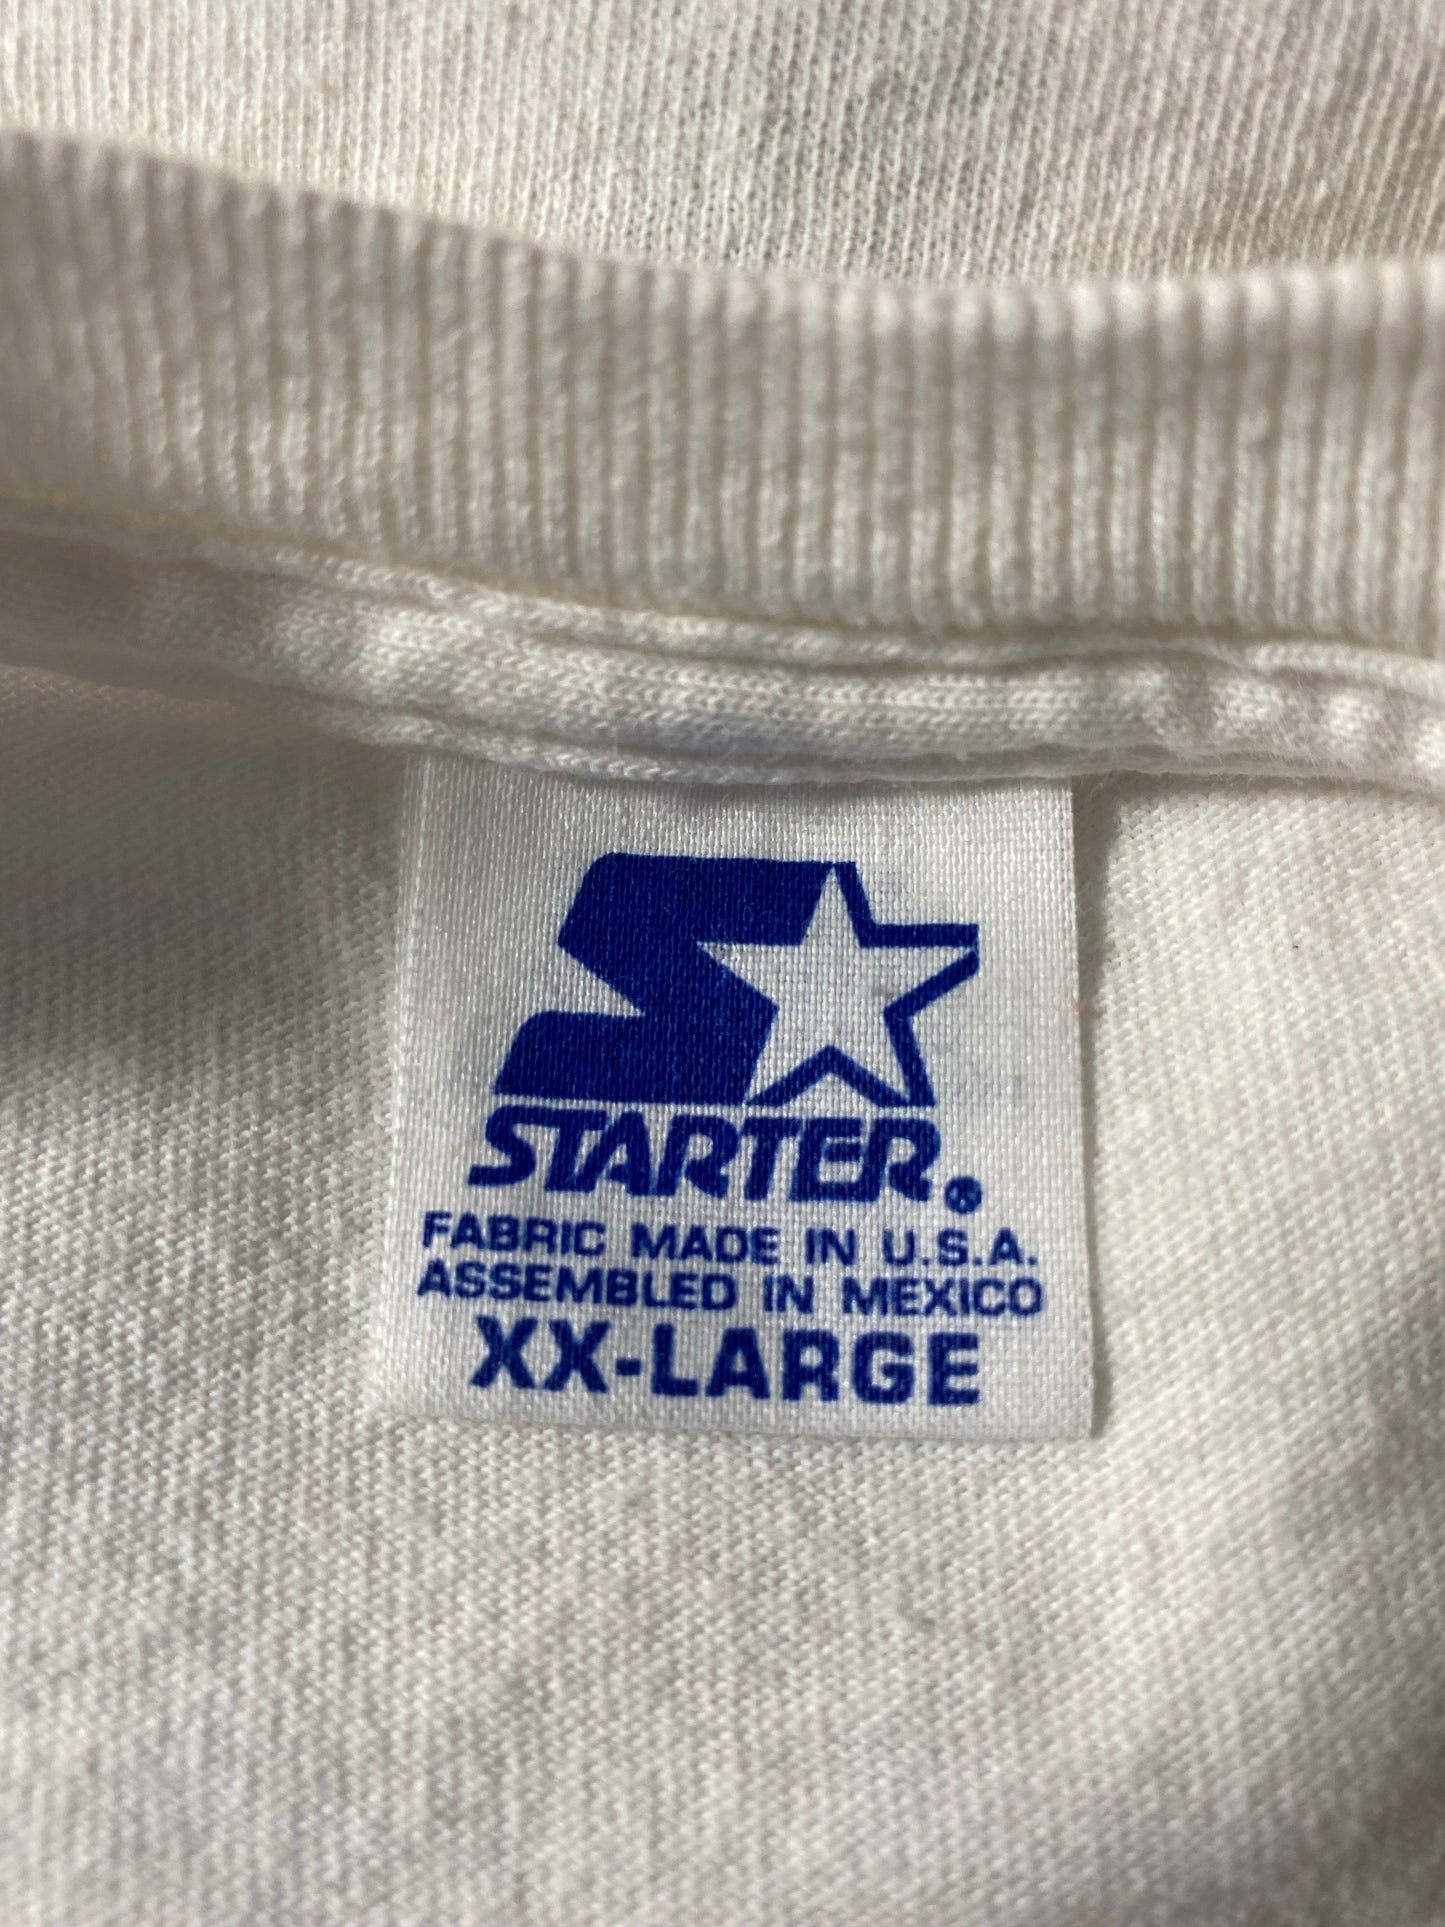 STARTER®
FABRIC MADE IN U.S.A.
ASSEMBLED IN MEXICO
XX-LARGE